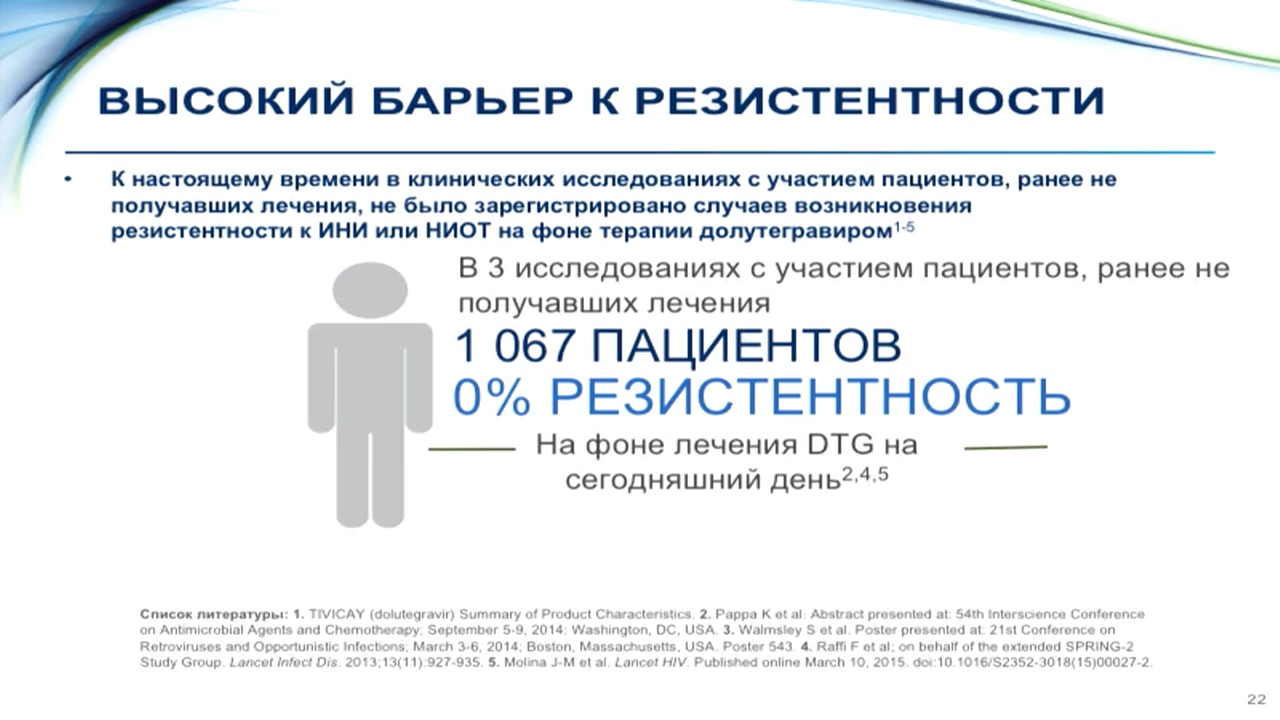 ВЫСОКИЙ БАРЬЕР К РЕЗИСТЕНТНОСТИ
• К настоящему времени в клинических исследованиях с участием пациентов, ранее не
получавших лечения, не было зарегистрировано случаев возникновения
резистентности к ИНИ или НИОТ на фоне терапии долутегравиром1-5
В 3 исследованиях с участием пациентов, ранее не
получавших лечения
1 067 ПАЦИЕНТОВ
0% РЕЗИСТЕНТНОСТЬ
На фоне лечения DTG на
сегодняшний день2,4,5
Список литературы: 1. TIVICAY (dolutegravir) Summary of Product Characteristics. 2. Pappa K et al. Abstract presented at: 54th Interscience Conference
on Antimicrobial Agents and Chemotherapy; September 5-9, 2014; Washington, DC, USA. 3. Walmsley S et al. Poster presented at: 21st Conference on
Retroviruses and Opportunistic Infections; March 3-6, 2014; Boston, Massachusetts, USA. Poster 543. 4. Raffi F et al; on behalf of the extended SPRING-2
Study Group. Lancet Infect Dis. 2013;13(11):927-935. 5. Molina J-M et al. Lancet HIV. Published online March 10, 2015. doi:10.1016/S2352-3018(15)00027-2.
22